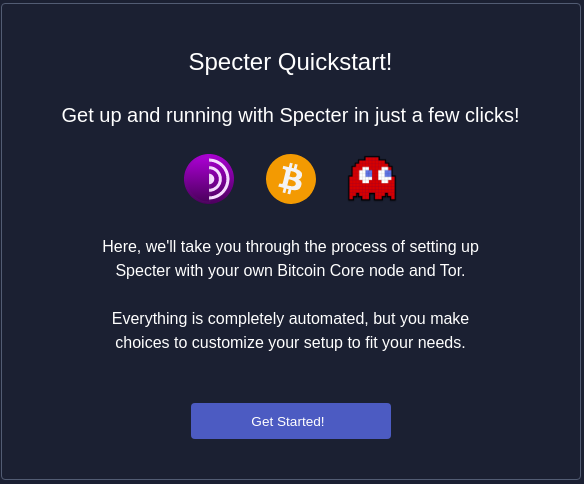 Specter Quickstart!
Get up and running with Specter in just a few clicks!
Here, we'll take you through the process of setting up
Specter with your own Bitcoin Core node and Tor.
Everything is completely automated, but you make
choices to customize your setup to fit your needs.
Get Started!